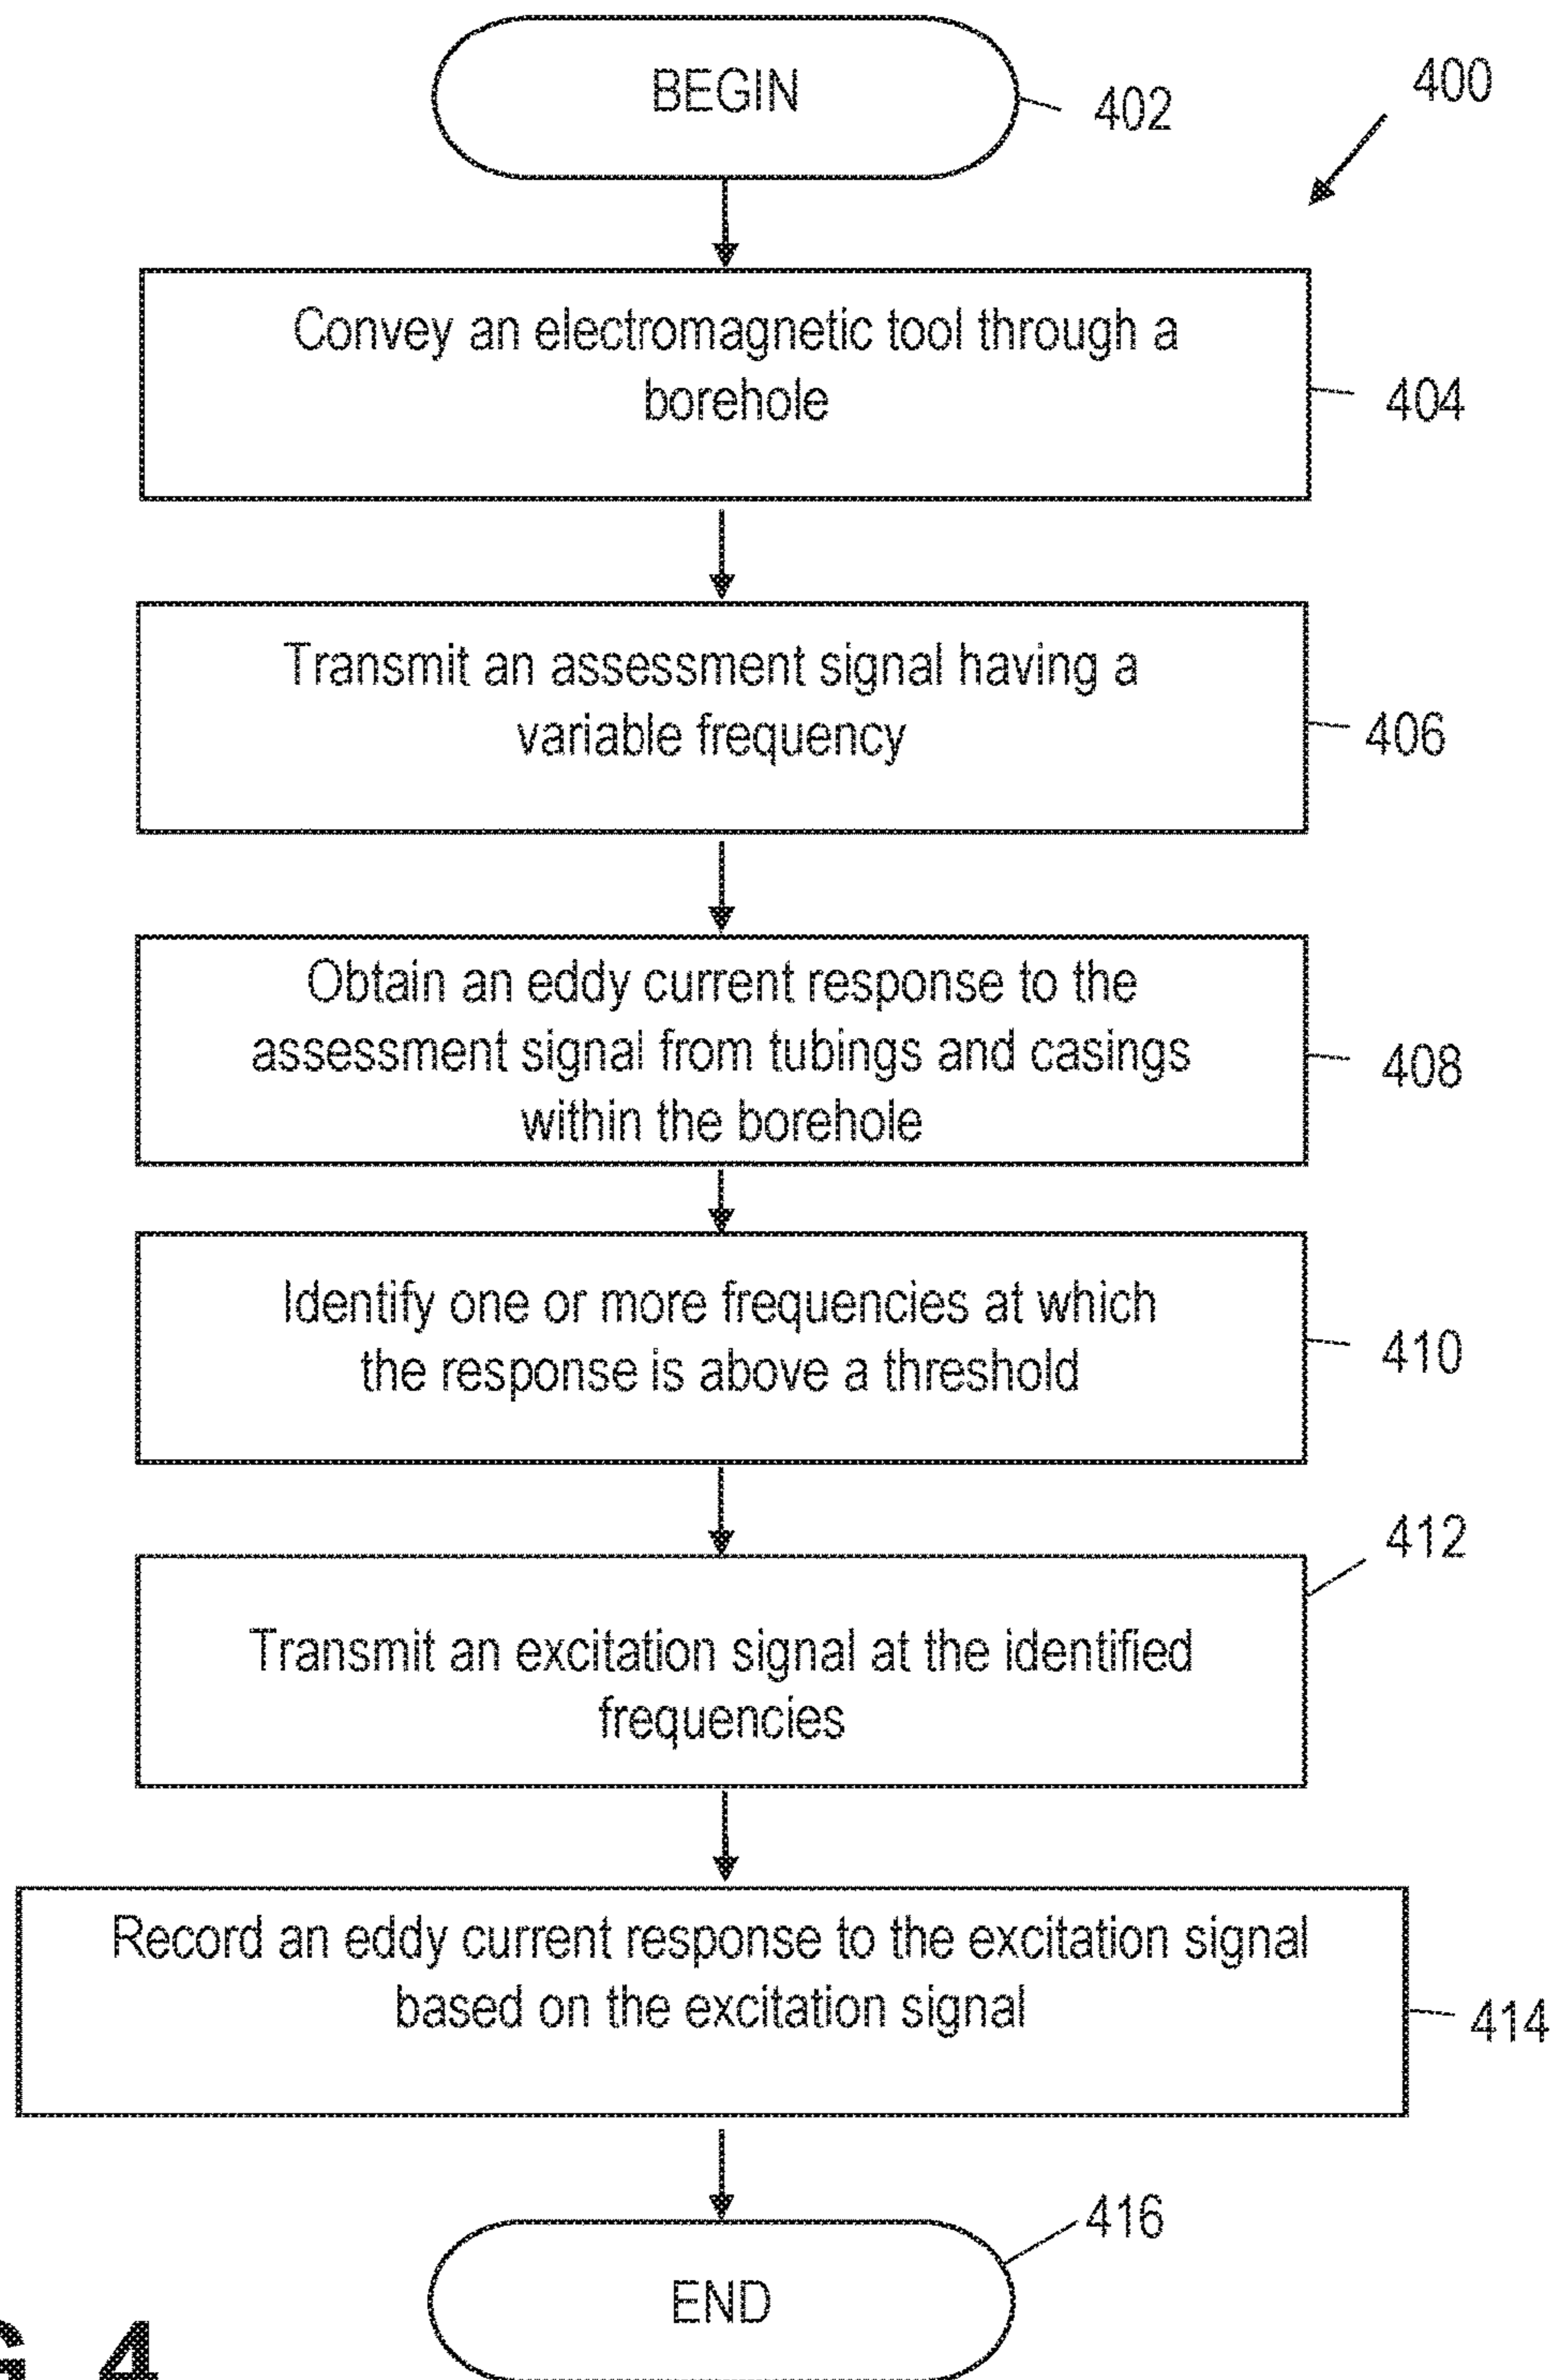 BEGIN
402
400
Convey an electromagnetic tool through a
borehole
404
Transmit an assessment signal having a
variable frequency
406
Obtain an eddy current response to the
assessment signal from tubings and casings
within the borehole
408
Identify one or more frequencies at which
the response is above a threshold
410
412
Transmit an excitation signal at the identified
frequencies
Record an eddy current response to the excitation signal
based on the excitation signal
414
416
END
4